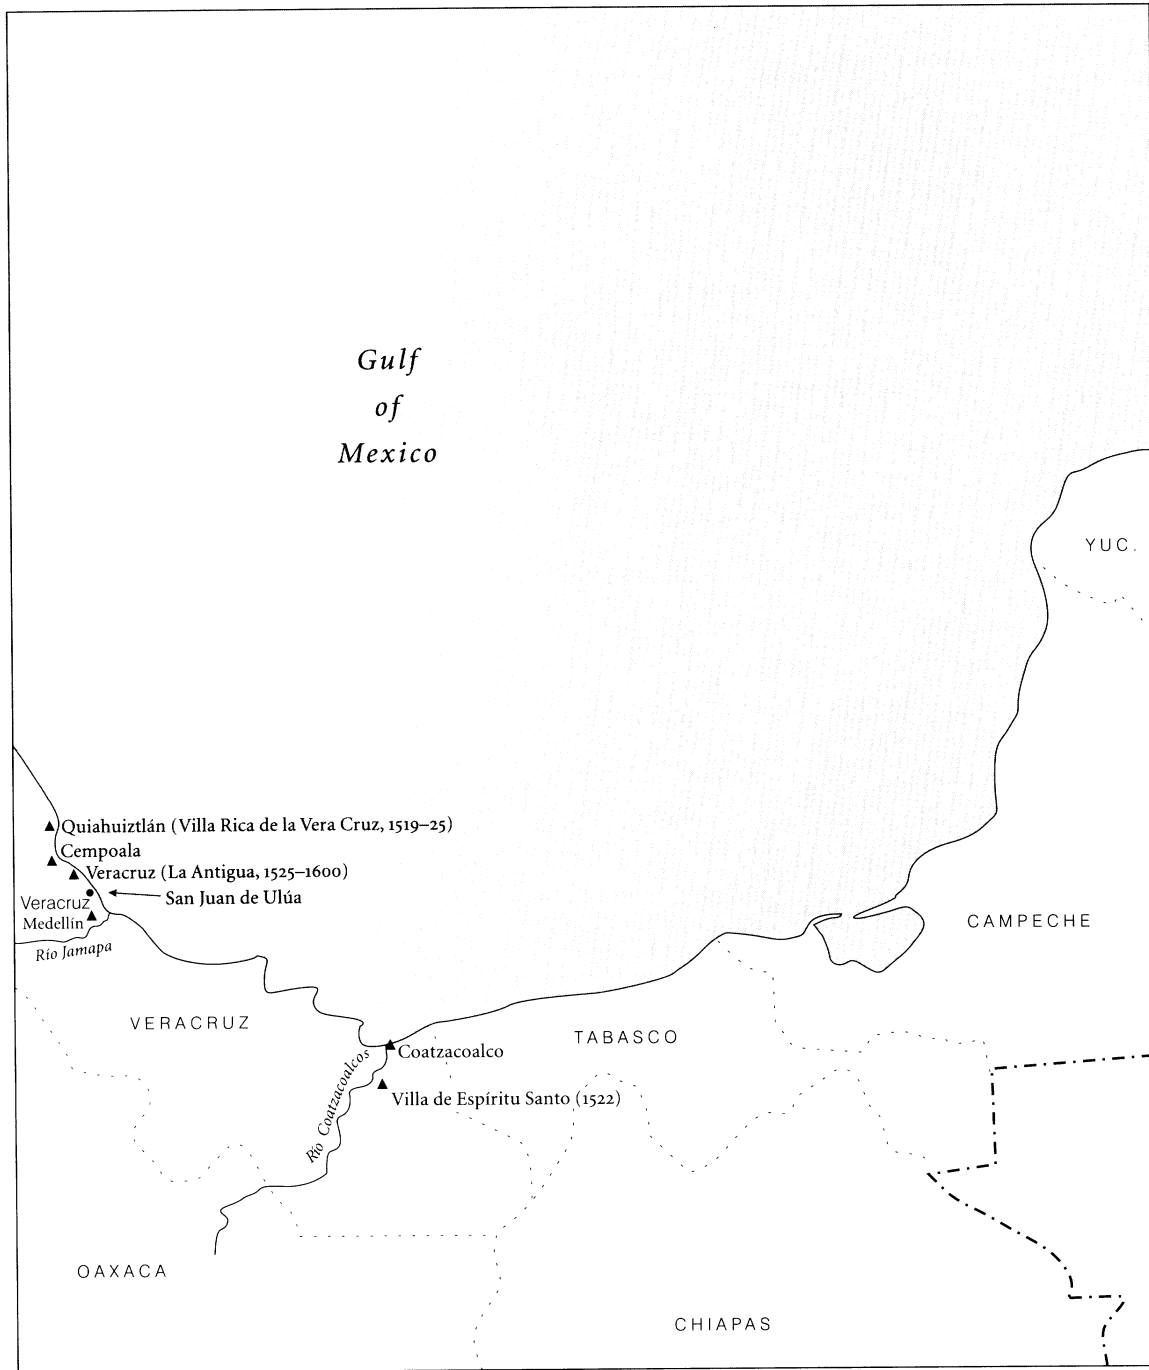 Gulf
of
Mexico
YUC.
Quiahuiztlán (Villa Rica de la Vera Cruz, 1519–25)
Cempoala
Veracruz (La Antigua, 1525–1600)
San Juan de Ulúa
Veracruz
Medellín
Río Jamapa
CAMPECHE
VERACRUZ
TABASCO
Coatzacoalco
Río Coatzacoalcos
Villa de Espíritu Santo (1522)
OAXACA
CHIAPAS